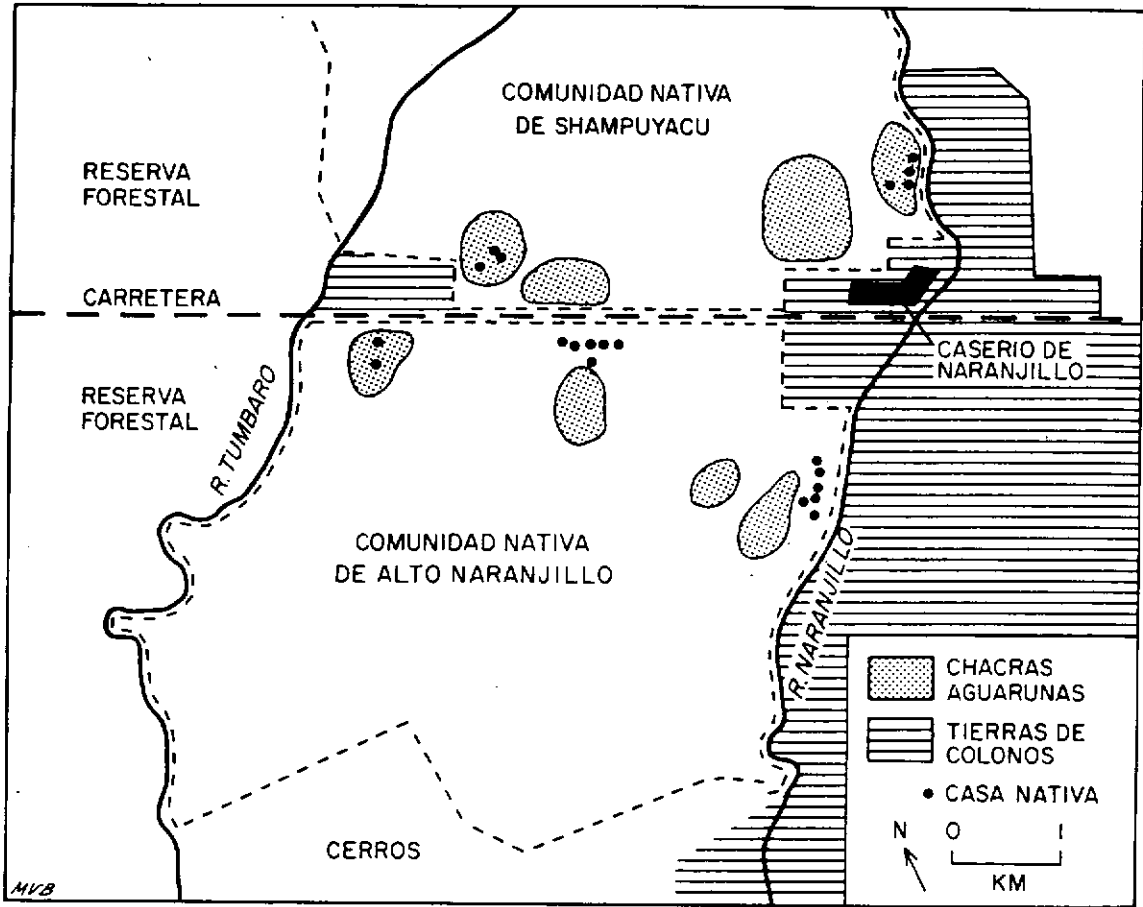 COMUNIDAD NATIVA
DE SHAMPUYACU
RESERVA
FORESTAL
CARRETERA
CASERIO DE
NARANJILLO
RESERVA
FORESTAL
R. TUMBARO
COMUNIDAD NATIVA
DE ALTO NARANJILLO
R. NARANJILLO
CHACRAS
AGUARUNAS
TIERRAS DE
COLONOS
CASA NATIVA
N
0 1
KM
CERROS
MVB